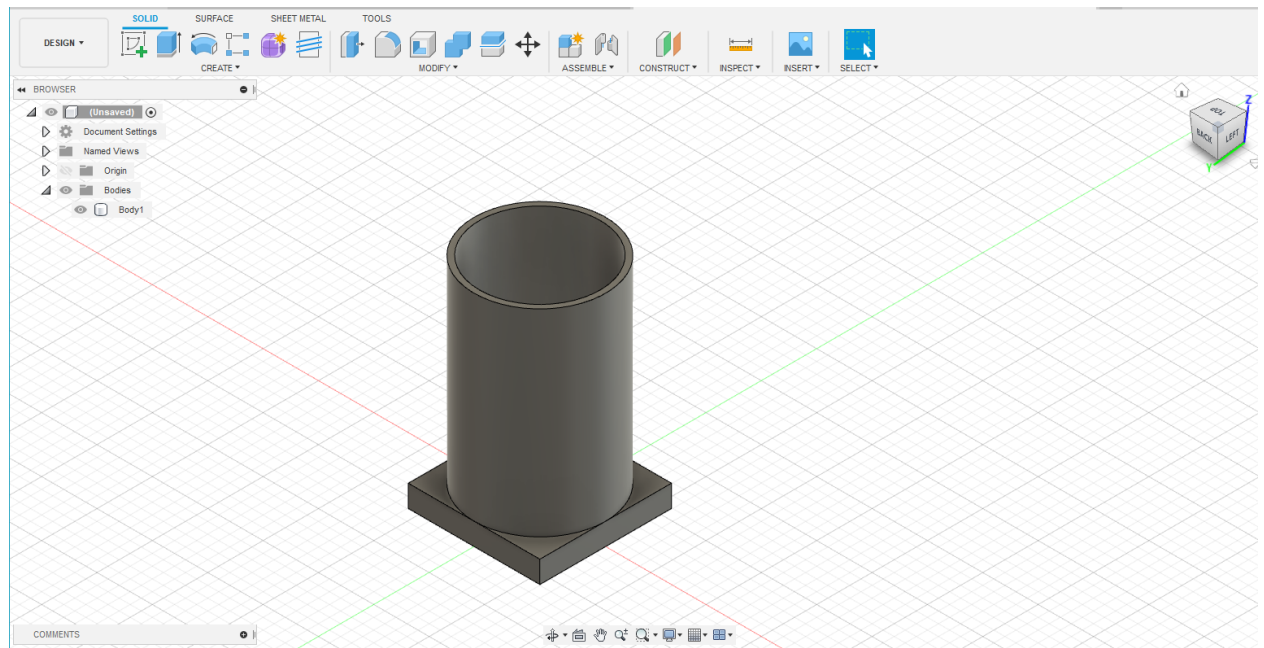 SOLID SURFACE SHEET METAL TOOLS
DESIGN ▾
CREATE ▾ MODIFY ▾ ASSEMBLE ▾ CONSTRUCT ▾ INSPECT ▾ INSERT ▾ SELECT ▾
BROWSER
(Unsaved)
Document Settings
Named Views
Origin
Bodies
Body1
Z
TOP
BACK LEFT
Y
COMMENTS